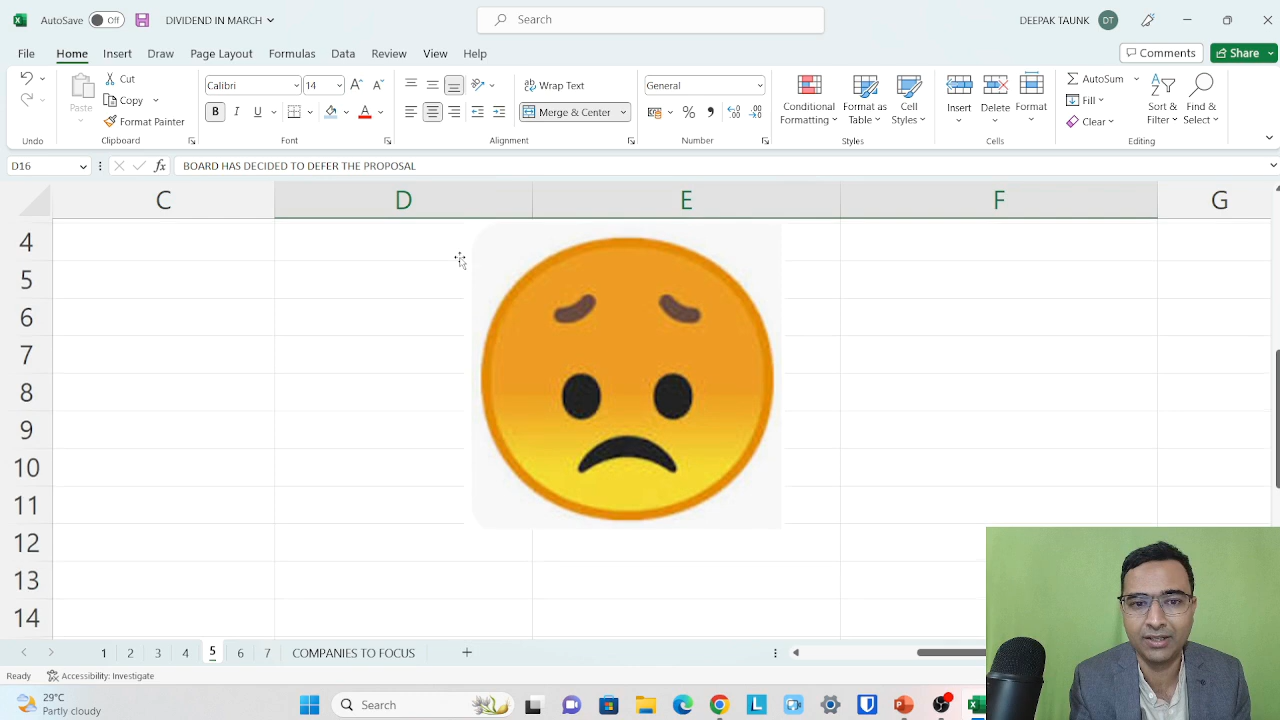 AutoSave Off DIVIDEND IN MARCH Search DEEPAK TAUNK DT
File Home Insert Draw Page Layout Formulas Data Review View Help Comments Share
Paste
Cut
Copy
Format Painter
Calibri 14
B I U A
Wrap Text
Merge & Center
General
% ,
Conditional Formatting
Format as Table
Cell Styles
Insert
Delete
Format
AutoSum
Fill
Clear
Sort & Filter
Find & Select
Undo Clipboard Font Alignment Number Styles Cells Editing
D16 fx BOARD HAS DECIDED TO DEFER THE PROPOSAL
C D E F G
4
5
6
7
8
9
10
11
12
13
14
1 2 3 4 5 6 7 COMPANIES TO FOCUS
Ready Accessibility: Investigate
29°C
Partly cloudy
Search